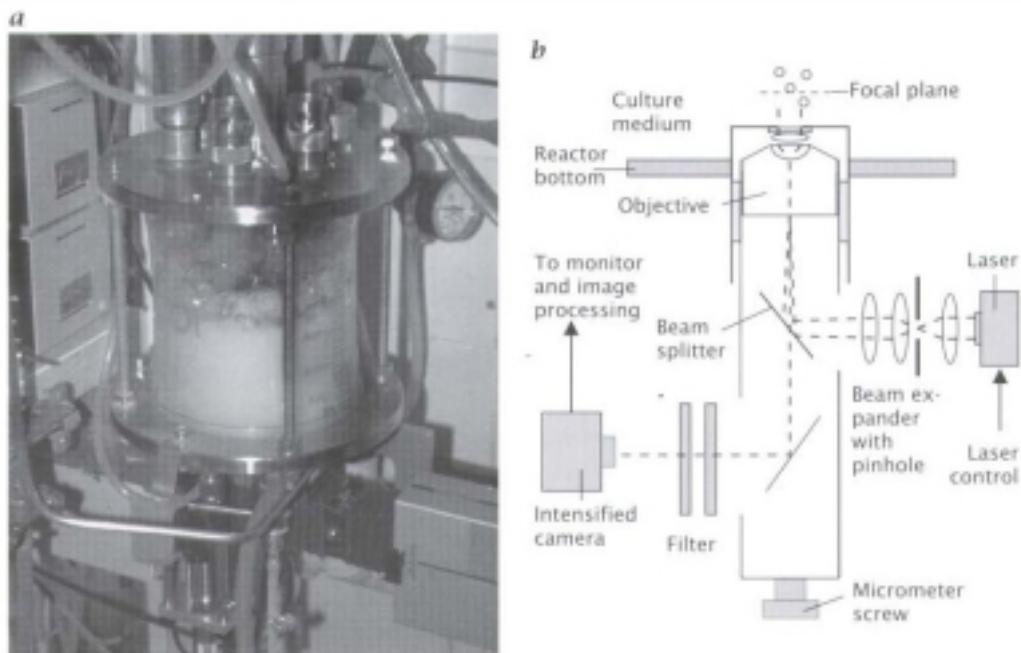 a
b
Culture
medium
Focal plane
Reactor
bottom
Objective
To monitor
and image
processing
Laser
Beam
splitter
Beam ex-
pander
with
pinhole
Laser
control
Intensified
camera
Filter
Micrometer
screw